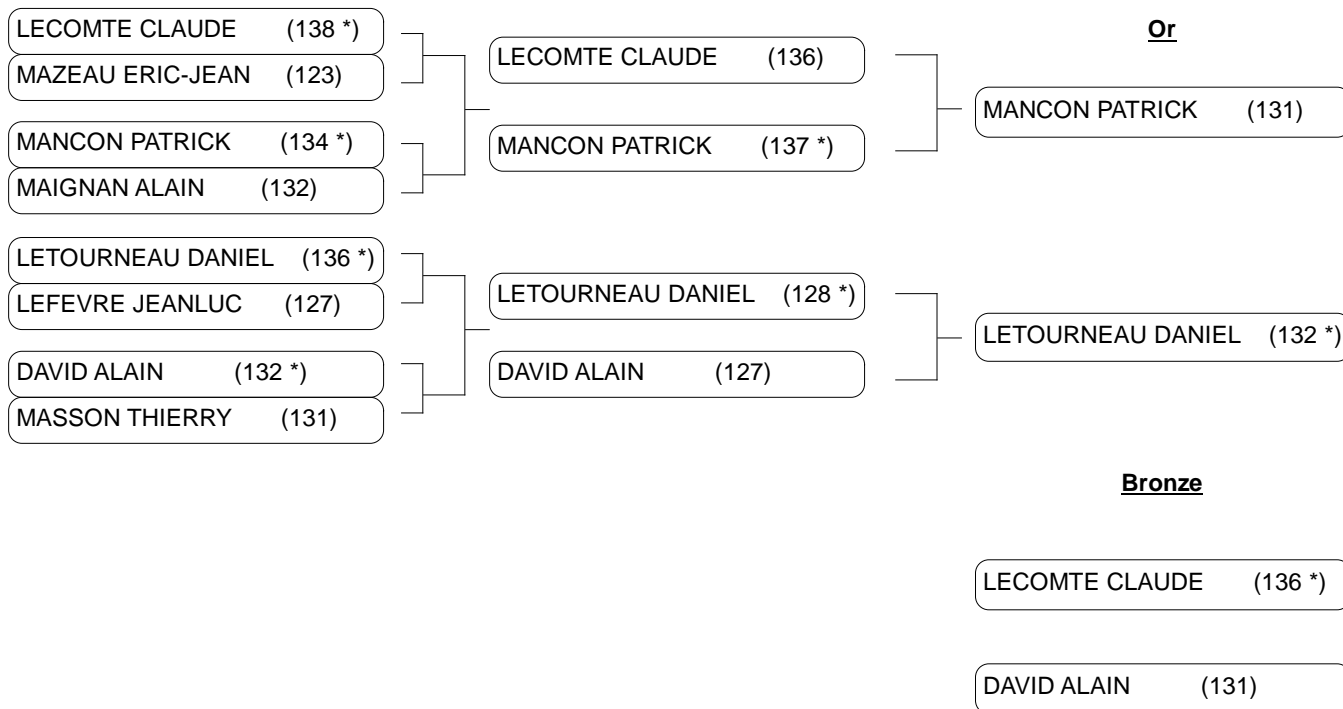 LECOMTE CLAUDE (138 *)
MAZEAU ERIC-JEAN (123)
MANCON PATRICK (134 *)
MAIGNAN ALAIN (132)
LETOURNEAU DANIEL (136 *)
LEFEVRE JEANLUC (127)
DAVID ALAIN (132 *)
MASSON THIERRY (131)
LECOMTE CLAUDE (136)
MANCON PATRICK (137 *)
LETOURNEAU DANIEL (128 *)
DAVID ALAIN (127)
Or
MANCON PATRICK (131)
LETOURNEAU DANIEL (132 *)
Bronze
LECOMTE CLAUDE (136 *)
DAVID ALAIN (131)